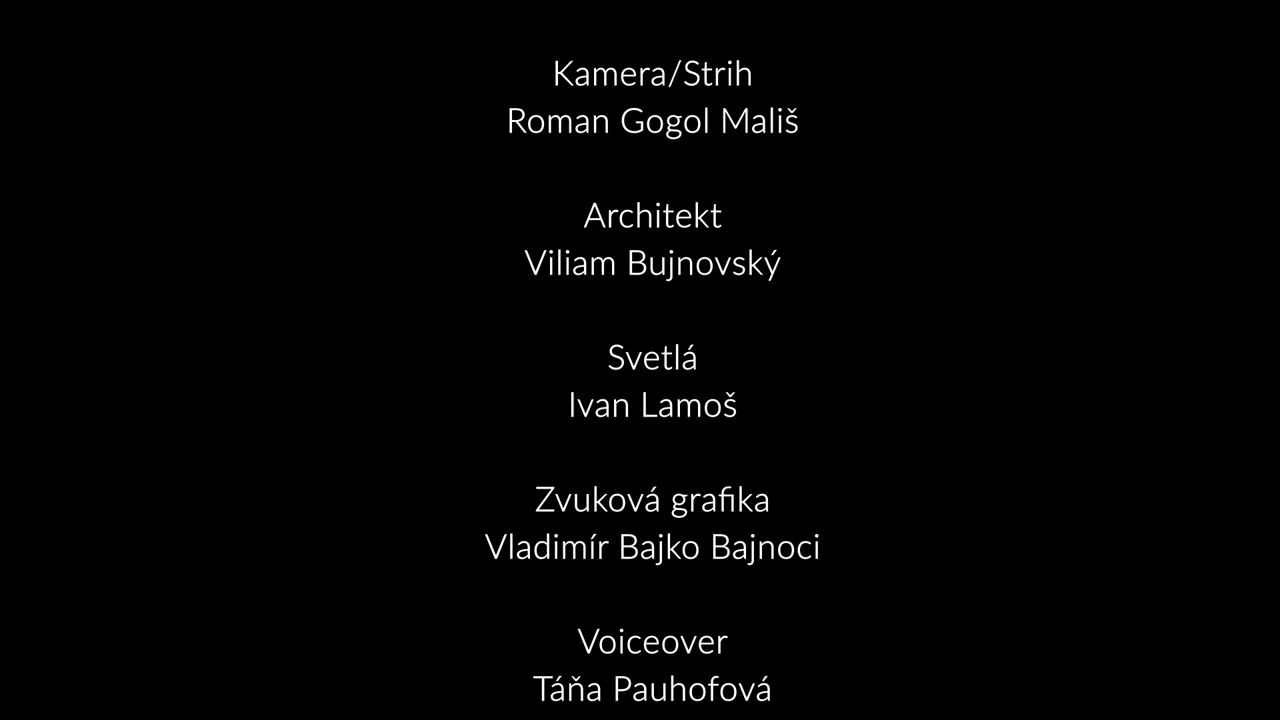 Kamera/Strih
Roman Gogol Mališ
Architekt
Viliam Bujnovský
Svetlá
Ivan Lamoš
Zvuková grafika
Vladimír Bajko Bajnoci
Voiceover
Táňa Pauhofová